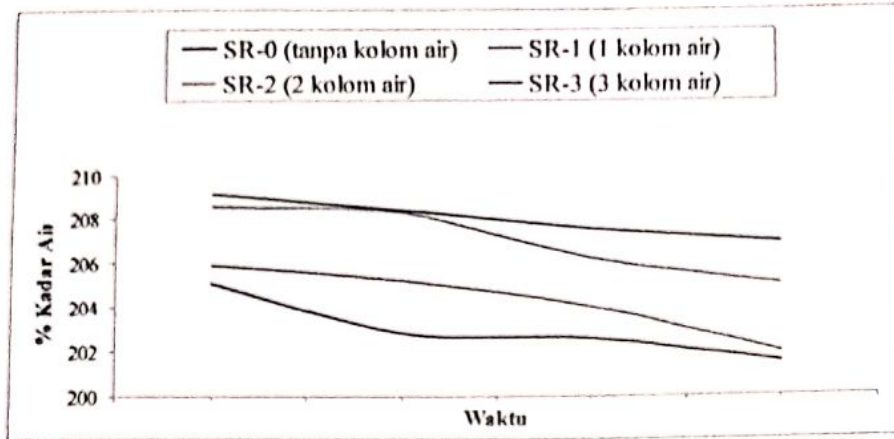 SR-0 (tanpa kolom air) SR-1 (1 kolom air)
SR-2 (2 kolom air) SR-3 (3 kolom air)
210
208
206
204
202
200
% Kadar Air
Waktu